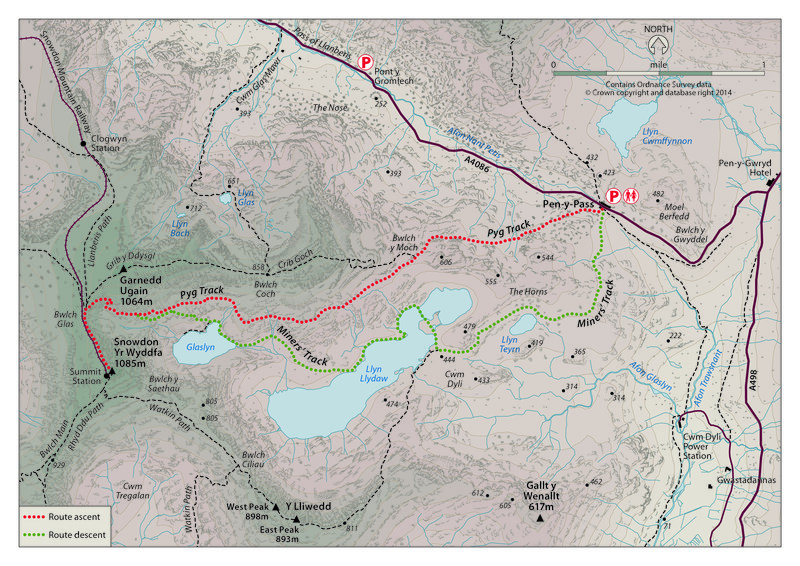 Snowdon Mountain Railway
Pass of Llanberis
P
Pont y
Gromlech
252
NORTH
mile
0
1
Contains Ordnance Survey data
© Crown copyright and database right 2014
Cwm Glas Mawr
393
The Nose
Afon Nant Peris
A4086
Llyn
Cwmffynnon
Clogwyn
Station
393
432
423
Pen-y-Gwryd
Hotel
651
Llyn
Glas
712
Llyn
Bach
Pen-y-Pass
P
482
Moel
Berfedd
Bwlch y
Gwyddel
Llanberis Path
Grib y Ddysgl
858
Crib Goch
Bwlch
Coch
Bwlch
y Moch
Pyg Track
606
544
555
Garnedd
Ugain
1064m
Pyg Track
The Horns
Miners' Track
Bwlch
Glas
Snowdon
Yr Wyddfa
1085m
Summit
Station
Glaslyn
Miners' Track
Llyn
Llydaw
479
444
Llyn
Teyrn
419
365
222
Cwm
Dyli
433
314
314
Afon Glaslyn
Afon Trawnant
A498
Bwlch y
Saethau
805
805
474
Watkin Path
Bwlch Main
Rhyd Ddu Path
929
Bwlch
Ciliau
Cwm Dyli
Power
Station
Gwastadannas
Cwm
Tregalan
Watkin Path
West Peak
898m
Y Lliwedd
East Peak
893m
811
612
605
Gallt y
Wenallt
617m
462
71
Route ascent
Route descent